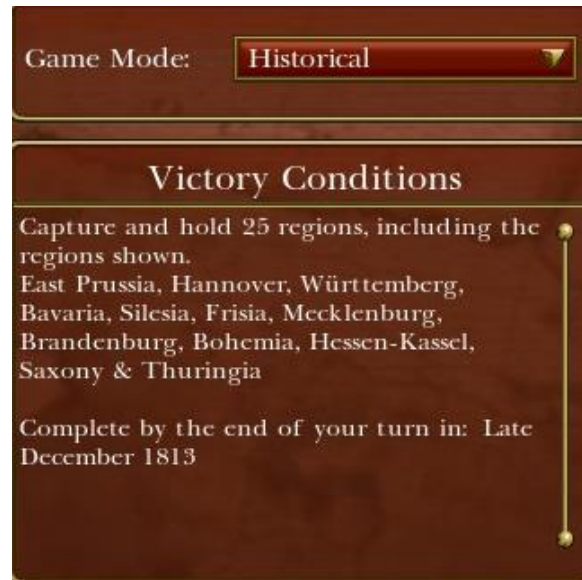 Game Mode: Historical
Victory Conditions
Capture and hold 25 regions, including the
regions shown.
East Prussia, Hannover, Württemberg,
Bavaria, Silesia, Frisia, Mecklenburg,
Brandenburg, Bohemia, Hessen-Kassel,
Saxony & Thuringia
Complete by the end of your turn in: Late
December 1813